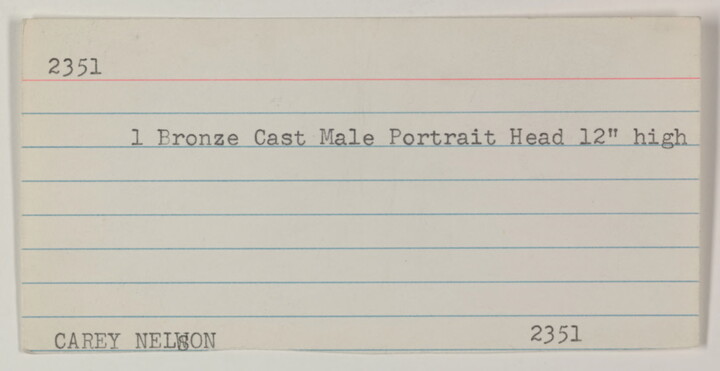 2351
1 Bronze Cast Male Portrait Head 12" high
CAREY NELSON 2351